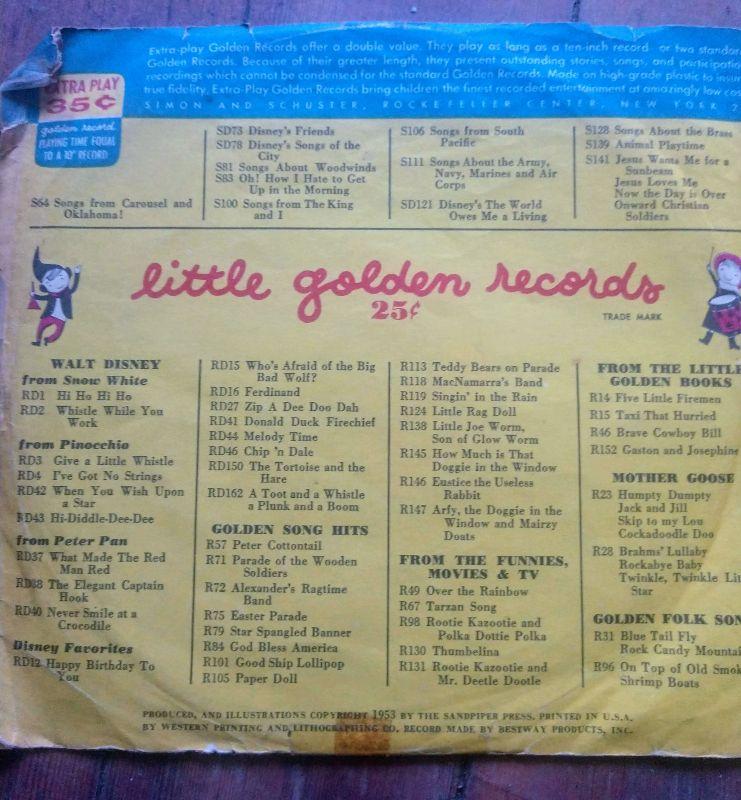 Extra-play Golden Records offer a double value. They play as long as a ten-inch record or two standar
Golden Records. Because of their greater length, they present outstanding stories, songs, and participatio
recordings which cannot be condensed for the standard Golden Records. Made on high-grade plastic to insur
true fidelity, Extra-Play Golden Records bring children the finest recorded entertainment at amazingly low cos
SIMON AND SCHUSTER, ROCKEFELLER CENTER, NEW YORK 2
EXTRA PLAY
35¢
golden record
PLAYING TIME EQUAL
TO A 10" RECORD
S64 Songs from Carousel and
Oklahoma!
SD73 Disney's Friends
SD78 Disney's Songs of the
City
S81 Songs About Woodwinds
S83 Oh! How I Hate to Get
Up in the Morning
S100 Songs from The King
and I
S106 Songs from South
Pacific
S111 Songs About the Army,
Navy, Marines and Air
Corps
SD121 Disney's The World
Owes Me a Living
S128 Songs About the Brass
S139 Animal Playtime
S141 Jesus Wants Me for a
Sunbeam
Jesus Loves Me
Now the Day is Over
Onward Christian
Soldiers
little golden records
25¢
TRADE MARK
WALT DISNEY
from Snow White
RD1 Hi Ho Hi Ho
RD2 Whistle While You
Work
from Pinocchio
RD3 Give a Little Whistle
RD4 I've Got No Strings
RD42 When You Wish Upon
a Star
RD43 Hi-Diddle-Dee-Dee
from Peter Pan
RD37 What Made The Red
Man Red
RD38 The Elegant Captain
Hook
RD40 Never Smile at a
Crocodile
Disney Favorites
RD12 Happy Birthday To
You
RD15 Who's Afraid of the Big
Bad Wolf?
RD16 Ferdinand
RD27 Zip A Dee Doo Dah
RD41 Donald Duck Firechief
RD44 Melody Time
RD46 Chip 'n Dale
RD150 The Tortoise and the
Hare
RD162 A Toot and a Whistle
a Plunk and a Boom
GOLDEN SONG HITS
R57 Peter Cottontail
R71 Parade of the Wooden
Soldiers
R72 Alexander's Ragtime
Band
R75 Easter Parade
R79 Star Spangled Banner
R84 God Bless America
R101 Good Ship Lollipop
R105 Paper Doll
R113 Teddy Bears on Parade
R118 MacNamarra's Band
R119 Singin' in the Rain
R124 Little Rag Doll
R138 Little Joe Worm,
Son of Glow Worm
R145 How Much is That
Doggie in the Window
R146 Eustice the Useless
Rabbit
R147 Arfy, the Doggie in the
Window and Mairzy
Doats
FROM THE FUNNIES,
MOVIES & TV
R49 Over the Rainbow
R67 Tarzan Song
R98 Rootie Kazootie and
Polka Dottie Polka
R130 Thumbelina
R131 Rootie Kazootie and
Mr. Deetle Dootle
FROM THE LITTLE
GOLDEN BOOKS
R14 Five Little Firemen
R15 Taxi That Hurried
R46 Brave Cowboy Bill
R152 Gaston and Josephine
MOTHER GOOSE
R23 Humpty Dumpty
Jack and Jill
Skip to my Lou
Cockadoodle Doo
R28 Brahms' Lullaby
Rockabye Baby
Twinkle, Twinkle Lit
Star
GOLDEN FOLK SON
R31 Blue Tail Fly
Rock Candy Mountai
R96 On Top of Old Smok
Shrimp Boats
PRODUCED, AND ILLUSTRATIONS COPYRIGHT 1953 BY THE SANDPIPER PRESS. PRINTED IN U.S.A.
BY WESTERN PRINTING AND LITHOGRAPHING CO. RECORD MADE BY BESTWAY PRODUCTS, INC.